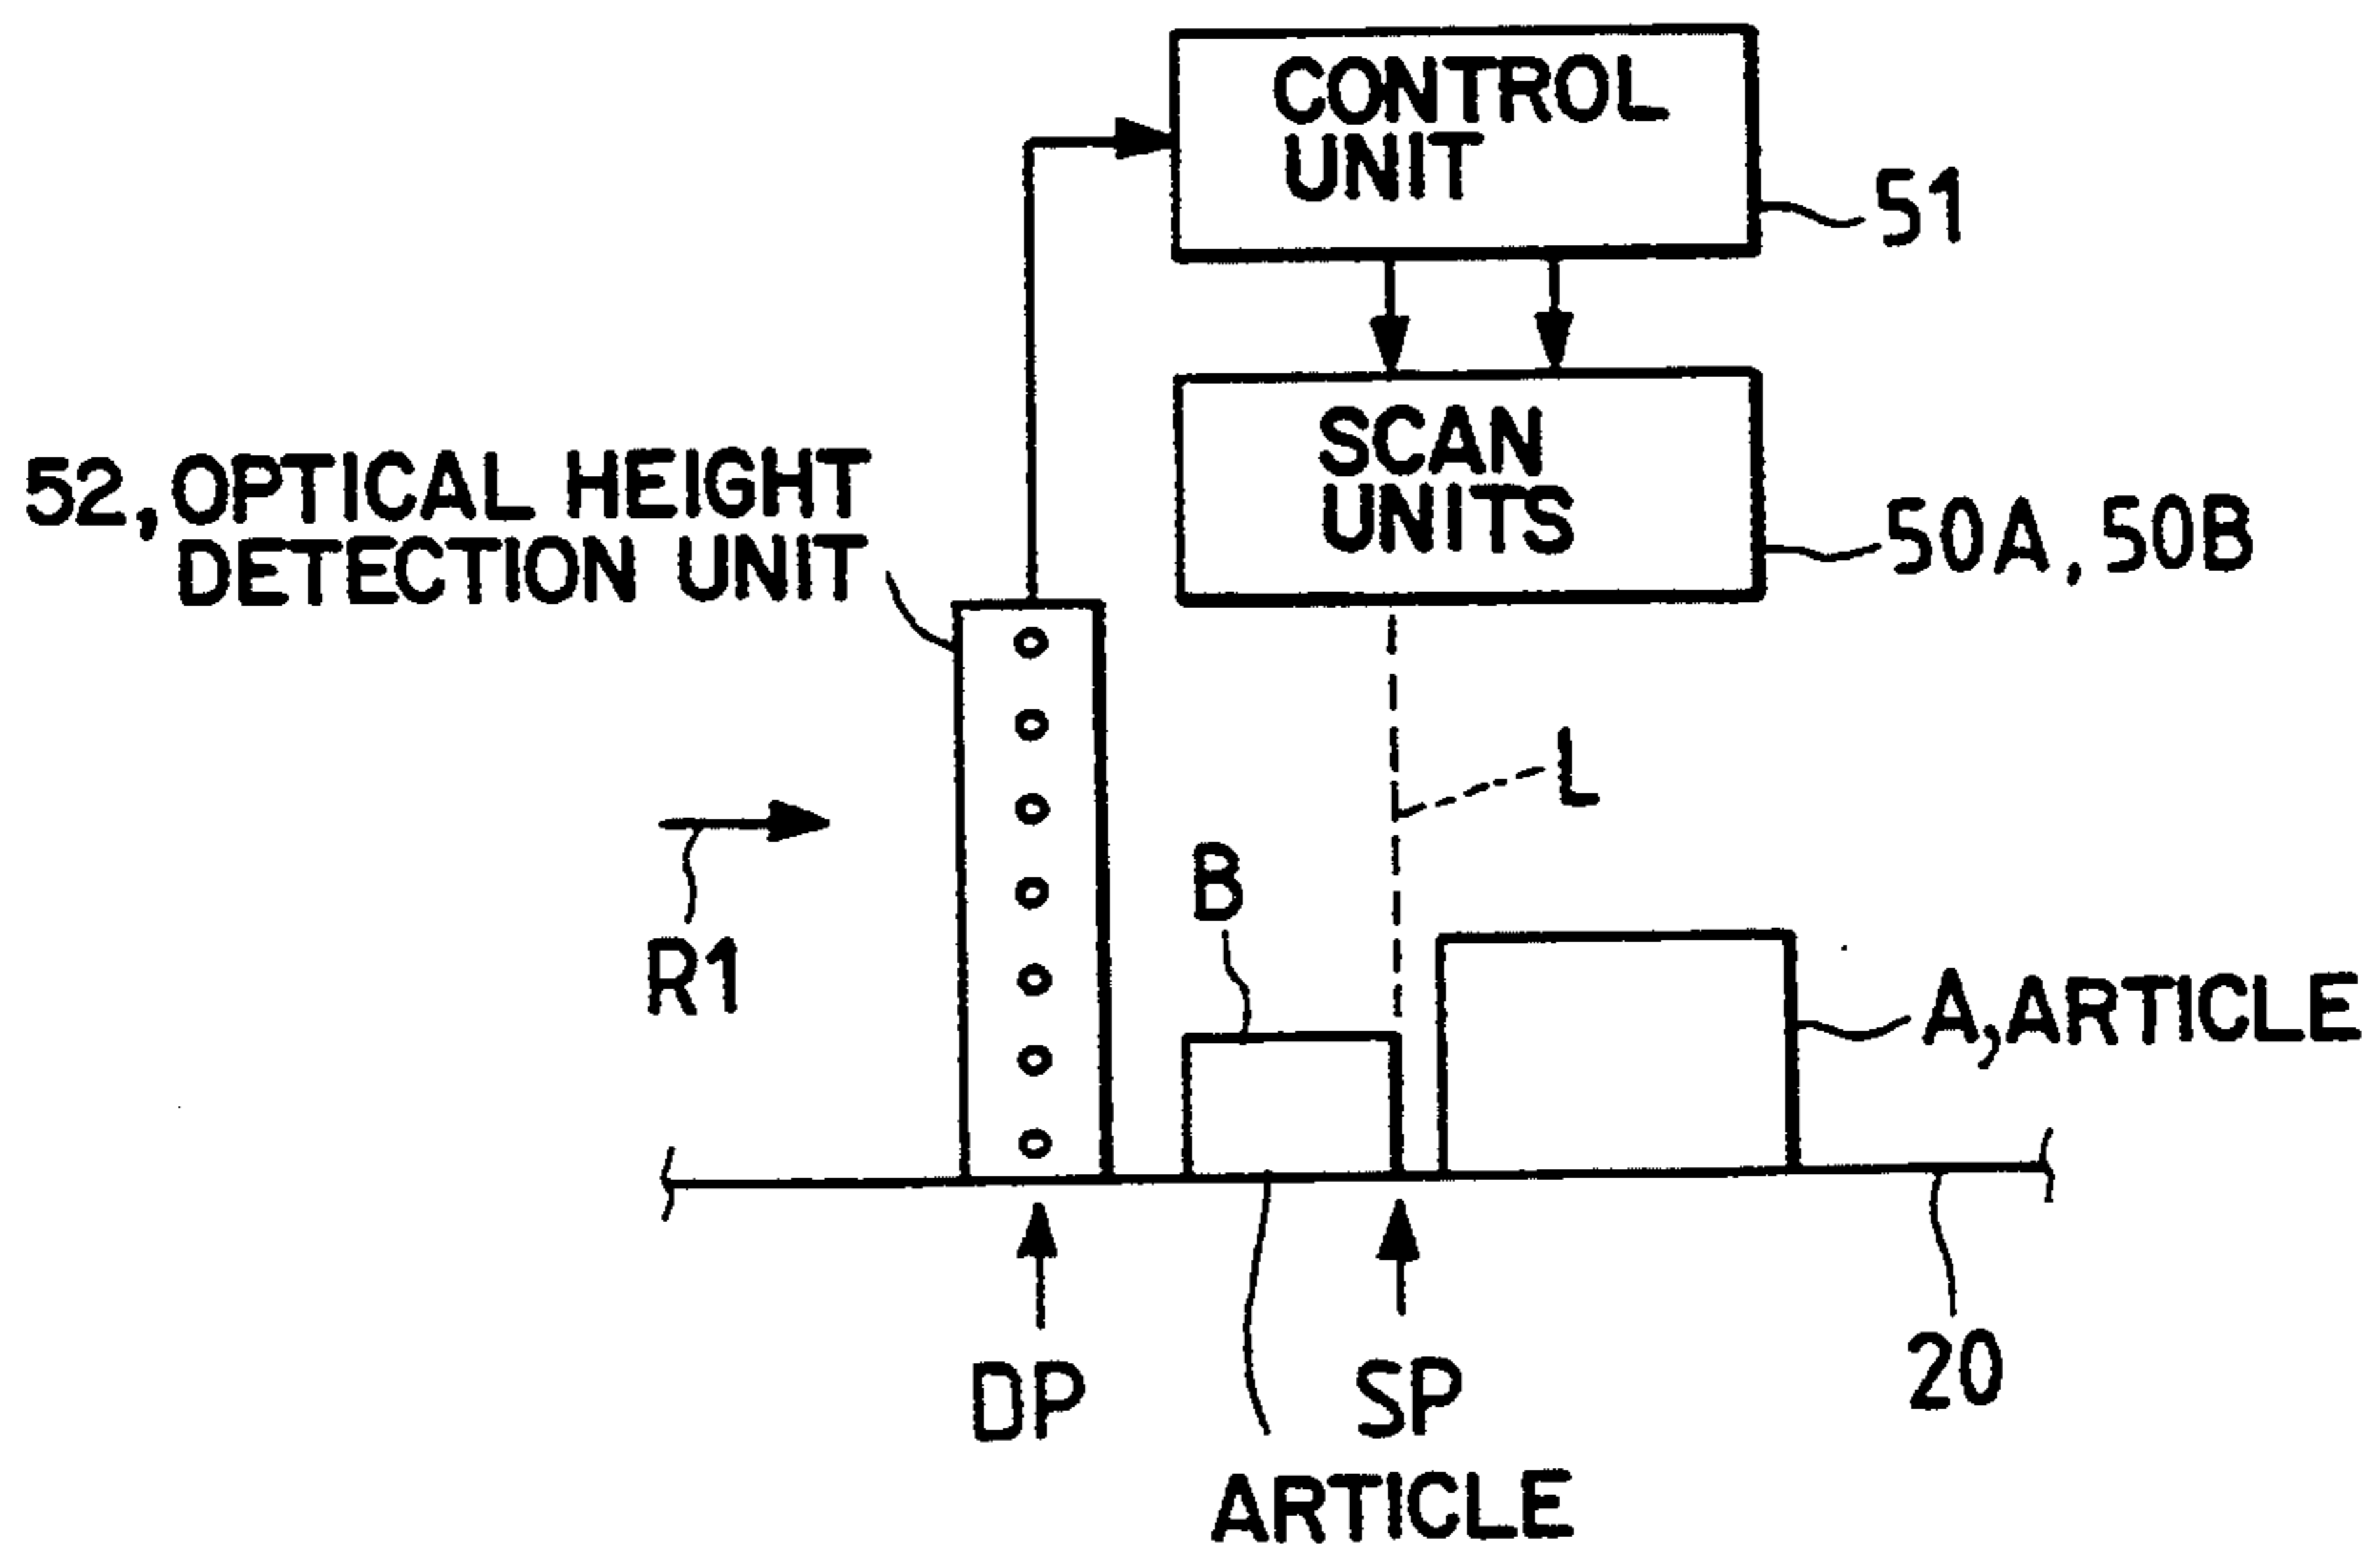 CONTROL
UNIT
51
SCAN
UNITS
50A, 50B
52, OPTICAL HEIGHT
DETECTION UNIT
L
B
R1
A, ARTICLE
DP
SP
20
ARTICLE